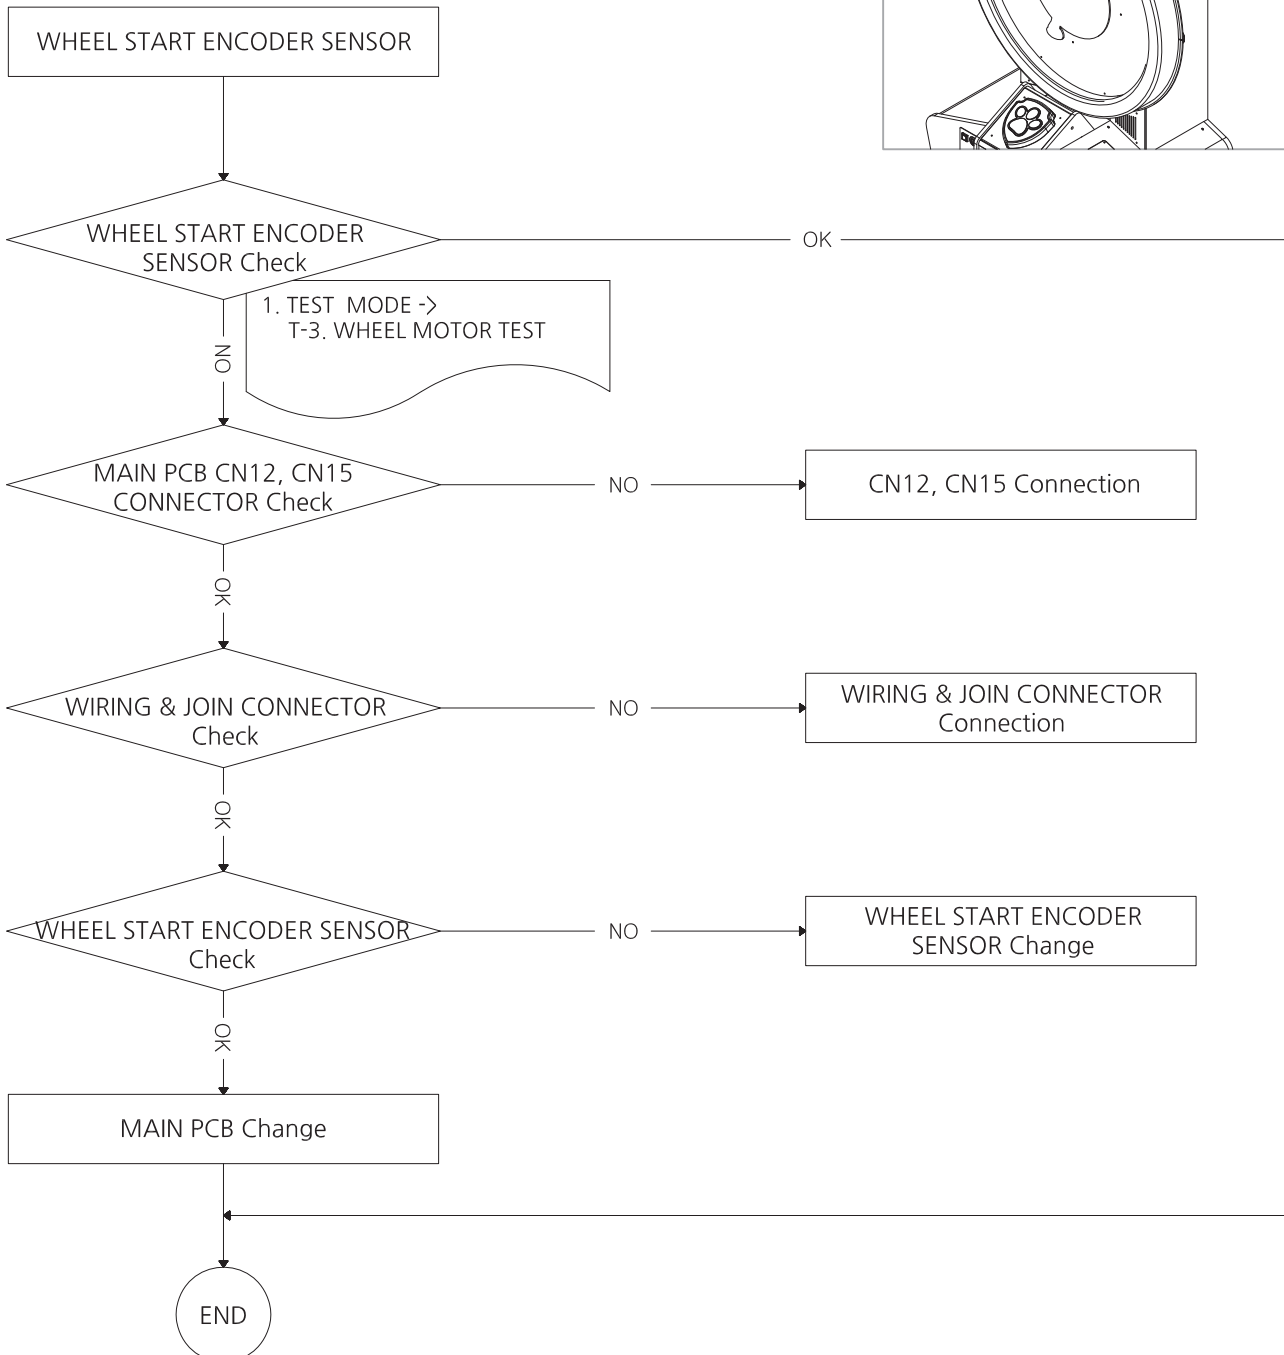 WHEEL START ENCODER SENSOR
WHEEL START ENCODER
SENSOR Check
OK
1. TEST MODE ->
T-3. WHEEL MOTOR TEST
NO
MAIN PCB CN12, CN15
CONNECTOR Check
NO
CN12, CN15 Connection
OK
WIRING & JOIN CONNECTOR
Check
NO
WIRING & JOIN CONNECTOR
Connection
OK
WHEEL START ENCODER SENSOR
Check
NO
WHEEL START ENCODER
SENSOR Change
OK
MAIN PCB Change
END